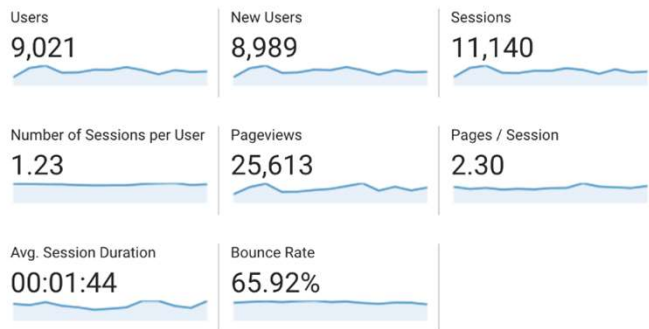 Users
9,021
New Users
8,989
Sessions
11,140
Number of Sessions per User
1.23
Pageviews
25,613
Pages / Session
2.30
Avg. Session Duration
00:01:44
Bounce Rate
65.92%